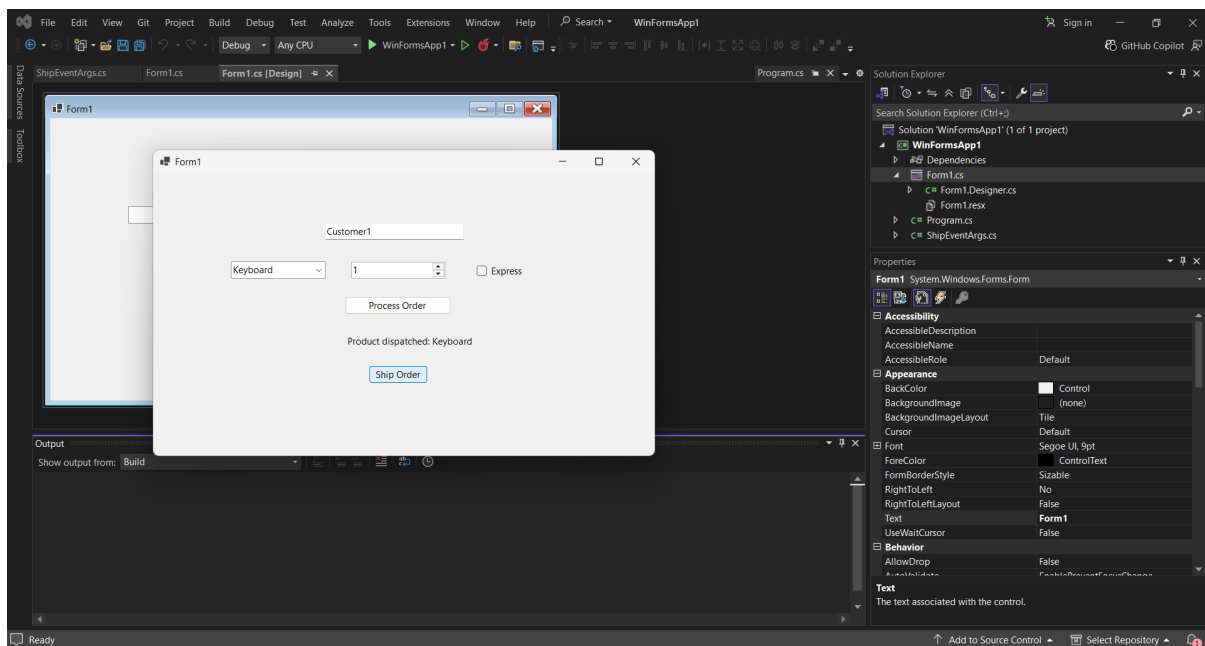 File Edit View Git Project Build Debug Test Analyze Tools Extensions Window Help Search WinFormsApp1 Sign in
Debug Any CPU WinFormsApp1 GitHub Copilot
Data Sources
Toolbox
ShipEventArgs.cs Form1.cs Form1.cs [Design] Program.cs
Form1
Form1
Customer1
Keyboard 1 Express
Process Order
Product dispatched: Keyboard
Ship Order
Output
Show output from: Build
Solution Explorer
Search Solution Explorer (Ctrl+;)
Solution 'WinFormsApp1' (1 of 1 project)
C# WinFormsApp1
Dependencies
Form1.cs
C# Form1.Designer.cs
Form1.resx
C# Program.cs
C# ShipEventArgs.cs
Properties
Form1 System.Windows.Forms.Form
Accessibility
AccessibleDescription
AccessibleName
AccessibleRole Default
Appearance
BackColor Control
BackgroundImage (none)
BackgroundImageLayout Tile
Cursor Default
Font Segoe UI, 9pt
ForeColor ControlText
FormBorderStyle Sizable
RightToLeft No
RightToLeftLayout False
Text Form1
UseWaitCursor False
Behavior
AllowDrop False
AutoValidate EnablePreventFocusChange
Text
The text associated with the control.
Ready Add to Source Control Select Repository 1